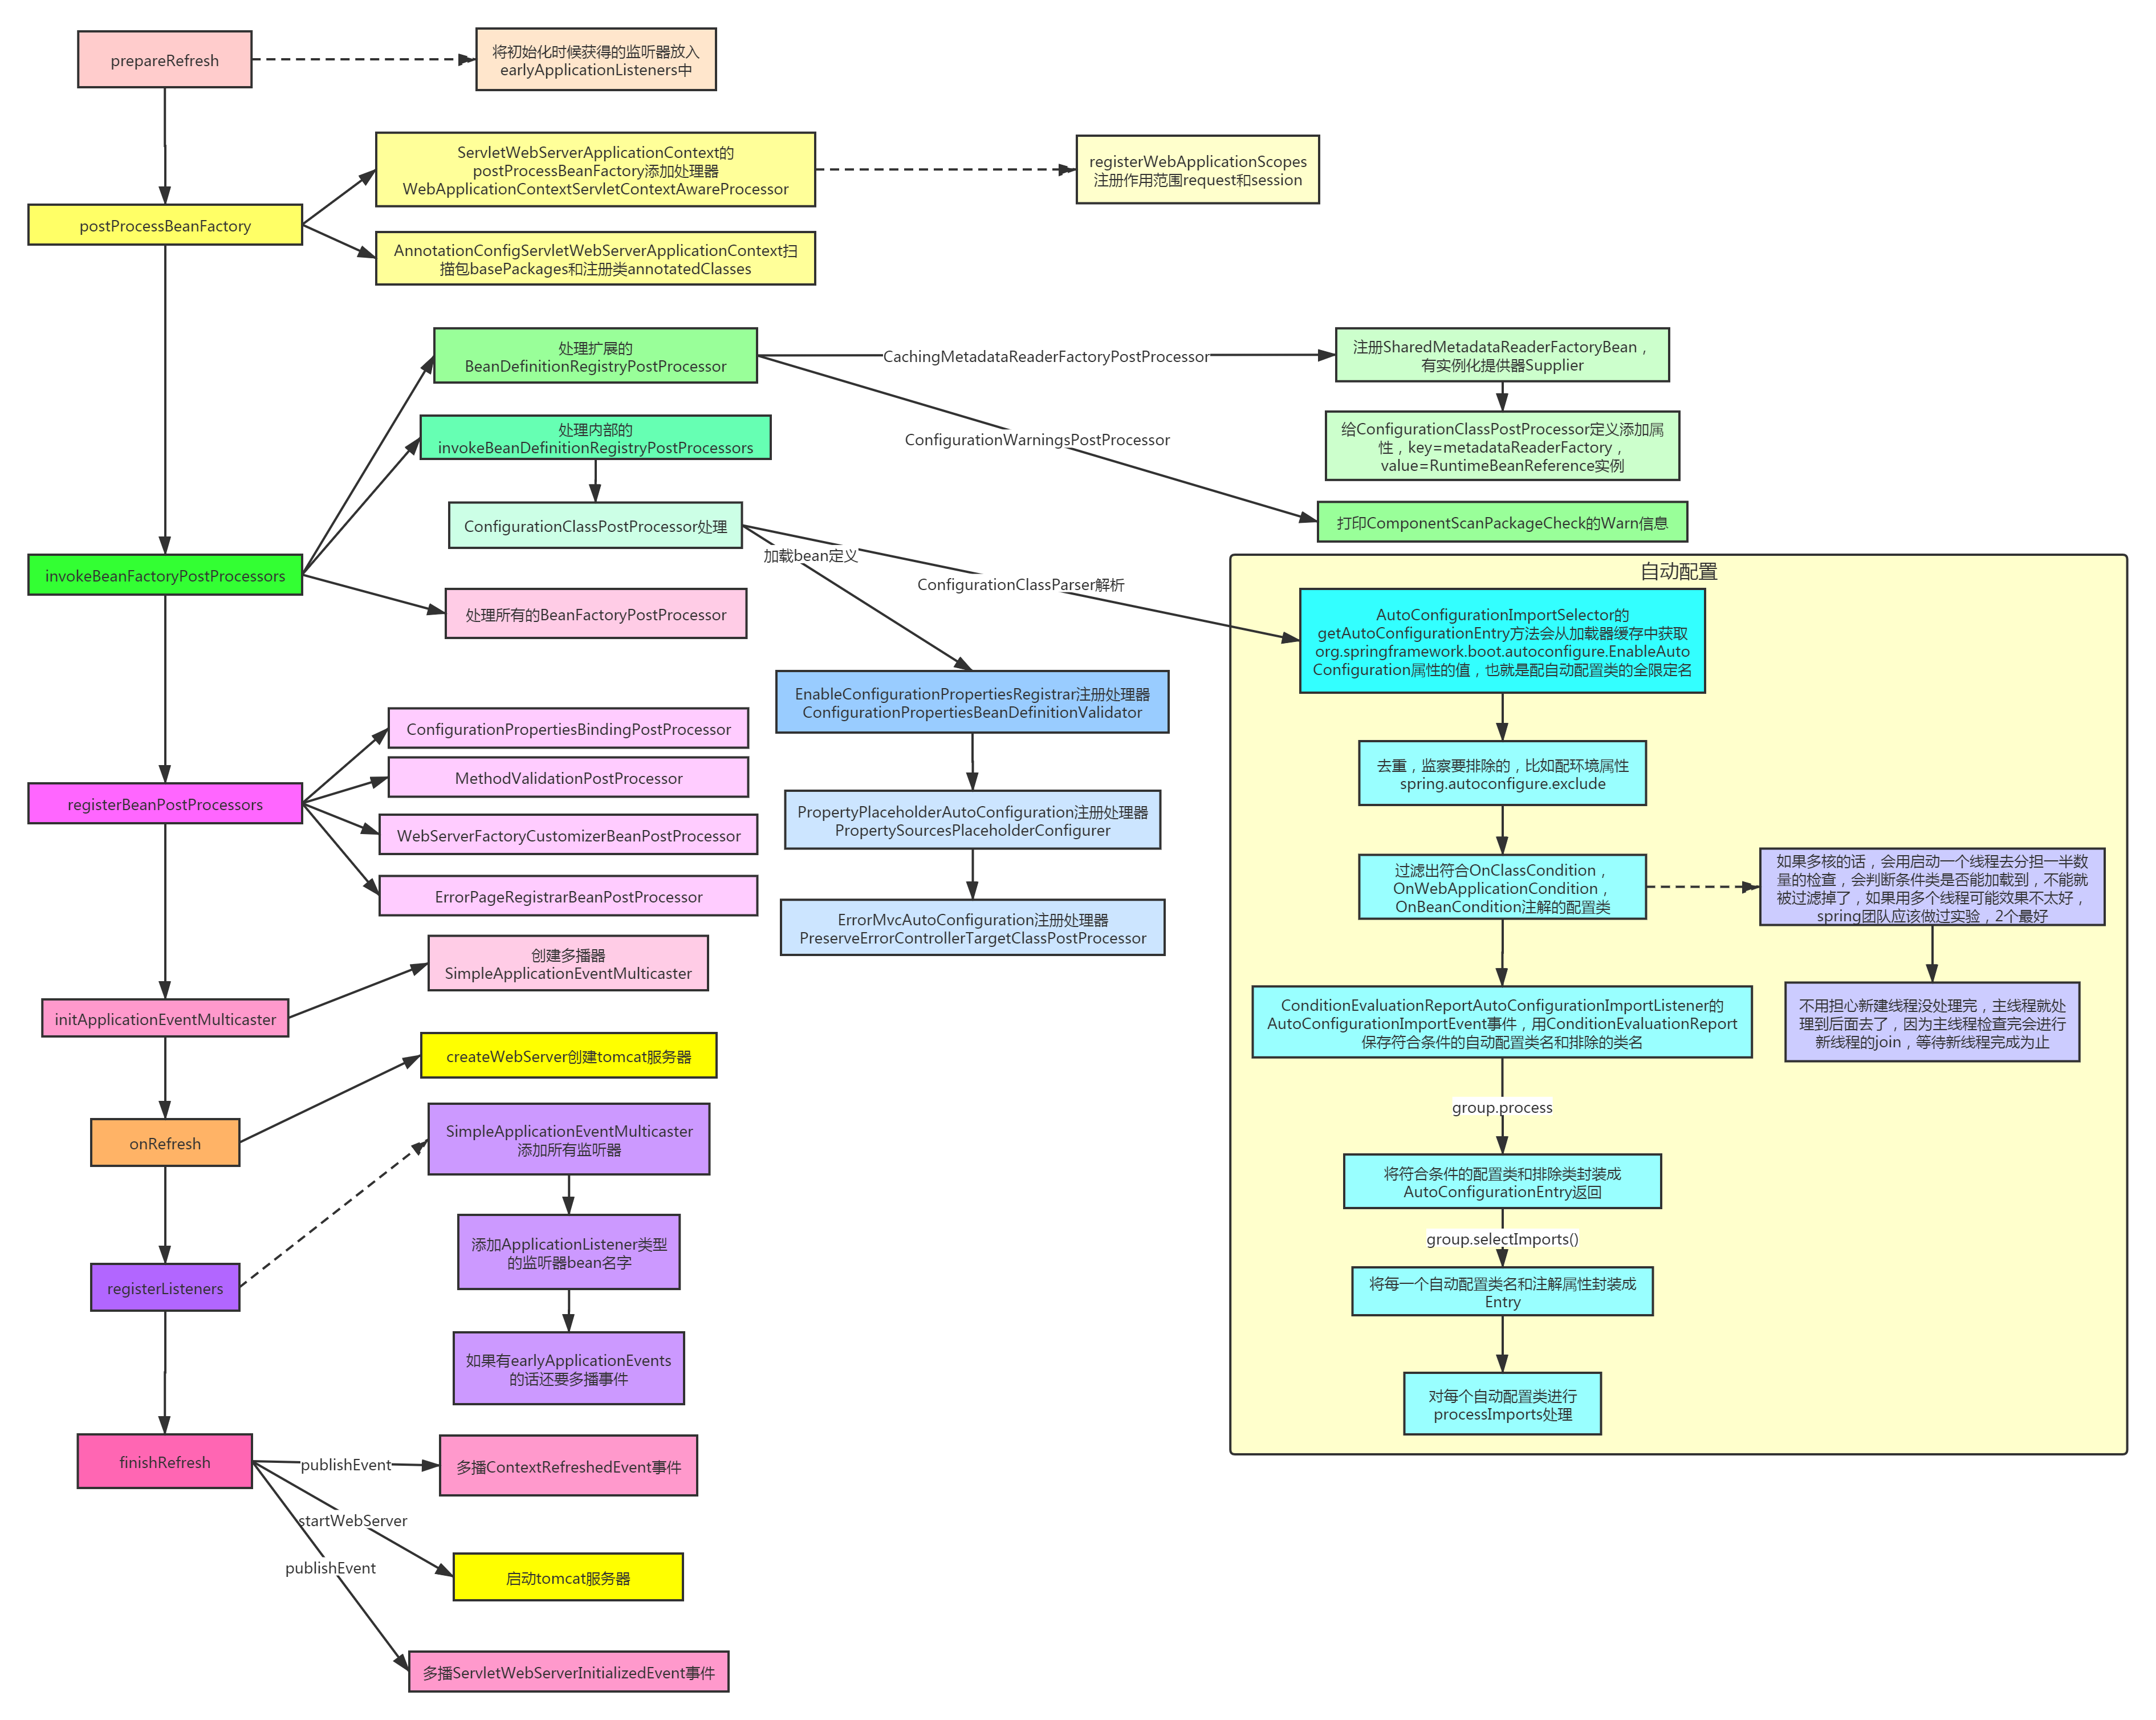 prepareRefresh
将初始化时候获得的监听器放入
earlyApplicationListeners中
ServletWebServerApplicationContext的
postProcessBeanFactory添加处理器
WebApplicationContextServletContextAwareProcessor
registerWebApplicationScopes
注册作用范围request和session
postProcessBeanFactory
AnnotationConfigServletWebServerApplicationContext扫
描包basePackages和注册类annotatedClasses
处理扩展的
BeanDefinitionRegistryPostProcessor
CachingMetadataReaderFactoryPostProcessor
注册SharedMetadataReaderFactoryBean，
有实例化提供器Supplier
处理内部的
invokeBeanDefinitionRegistryPostProcessors
ConfigurationWarningsPostProcessor
给ConfigurationClassPostProcessor定义添加属
性，key=metadataReaderFactory，
value=RuntimeBeanReference实例
ConfigurationClassPostProcessor处理
打印ComponentScanPackageCheck的Warn信息
加载bean定义
ConfigurationClassParser解析
invokeBeanFactoryPostProcessors
处理所有的BeanFactoryPostProcessor
自动配置
AutoConfigurationImportSelector的
getAutoConfigurationEntry方法会从加载器缓存中获取
org.springframework.boot.autoconfigure.EnableAuto
Configuration属性的值，也就是配自动配置类的全限定名
EnableConfigurationPropertiesRegistrar注册处理器
ConfigurationPropertiesBeanDefinitionValidator
ConfigurationPropertiesBindingPostProcessor
MethodValidationPostProcessor
registerBeanPostProcessors
WebServerFactoryCustomizerBeanPostProcessor
ErrorPageRegistrarBeanPostProcessor
PropertyPlaceholderAutoConfiguration注册处理器
PropertySourcesPlaceholderConfigurer
ErrorMvcAutoConfiguration注册处理器
PreserveErrorControllerTargetClassPostProcessor
去重，监察要排除的，比如配环境属性
spring.autoconfigure.exclude
过滤出符合OnClassCondition，
OnWebApplicationCondition，
OnBeanCondition注解的配置类
如果多核的话，会用启动一个线程去分担一半数
量的检查，会判断条件类是否能加载到，不能就
被过滤掉了，如果用多个线程可能效果不太好，
spring团队应该做过实验，2个最好
创建多播器
SimpleApplicationEventMulticaster
initApplicationEventMulticaster
ConditionEvaluationReportAutoConfigurationImportListener的
AutoConfigurationImportEvent事件，用ConditionEvaluationReport
保存符合条件的自动配置类名和排除的类名
不用担心新建线程没处理完，主线程就处
理到后面去了，因为主线程检查完会进行
新线程的join，等待新线程完成为止
createWebServer创建tomcat服务器
onRefresh
group.process
SimpleApplicationEventMulticaster
添加所有监听器
将符合条件的配置类和排除类封装成
AutoConfigurationEntry返回
添加ApplicationListener类型
的监听器bean名字
group.selectImports()
registerListeners
将每一个自动配置类名和注解属性封装成
Entry
如果有earlyApplicationEvents
的话还要多播事件
对每个自动配置类进行
processImports处理
finishRefresh
publishEvent
多播ContextRefreshedEvent事件
startWebServer
publishEvent
启动tomcat服务器
多播ServletWebServerInitializedEvent事件